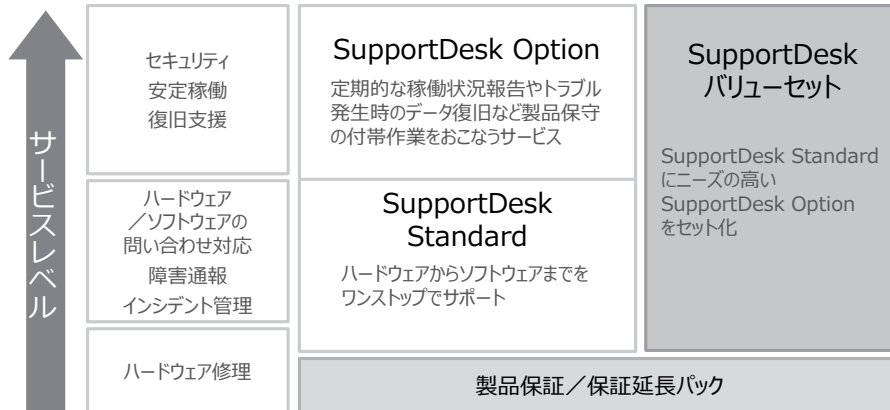 サービスレベル
セキュリティ
安定稼働
復旧支援
SupportDesk Option
定期的な稼働状況報告やトラブル
発生時のデータ復旧など製品保守
の付帯作業をおこなうサービス
SupportDesk
バリューセット
SupportDesk Standard
にニーズの高い
SupportDesk Option
をセット化
ハードウェア
／ソフトウェアの
問い合わせ対応
障害通報
インシデント管理
SupportDesk
Standard
ハードウェアからソフトウェアまでを
ワンストップでサポート
ハードウェア修理
製品保証／保証延長パック